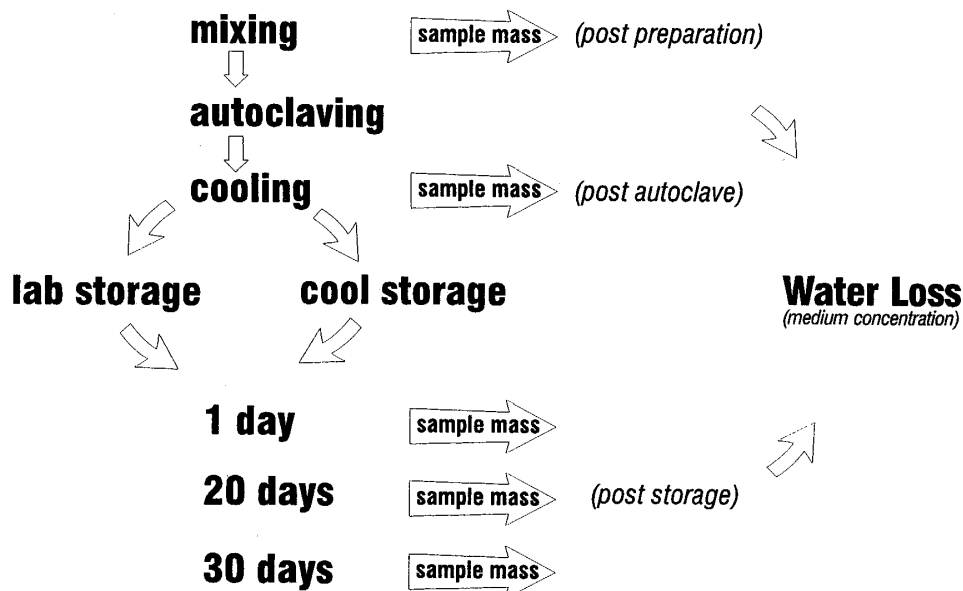 mixing
sample mass
(post preparation)
autoclaving
cooling
sample mass
(post autoclave)
lab storage
cool storage
Water Loss
(medium concentration)
1 day
sample mass
20 days
sample mass
(post storage)
30 days
sample mass